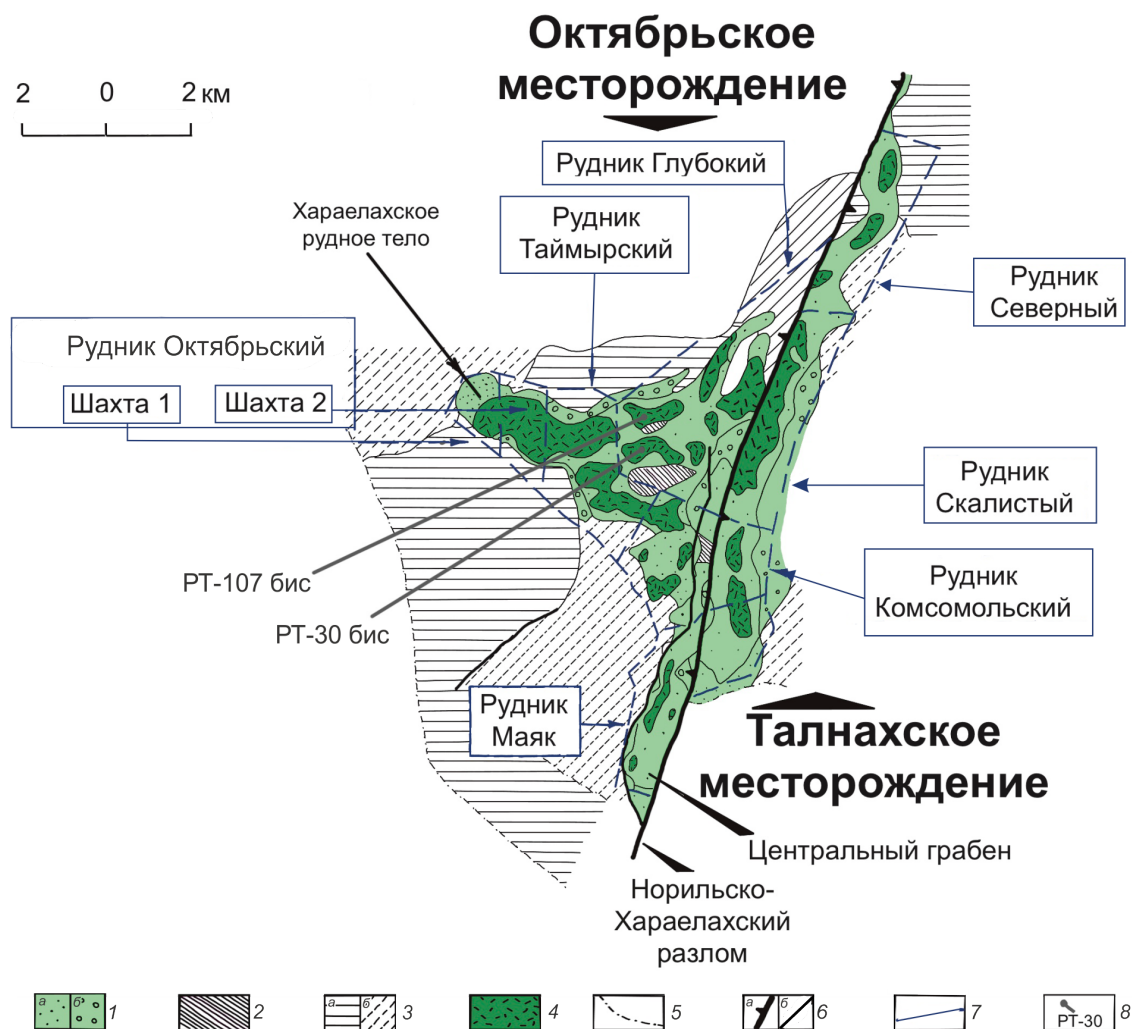 Октябрьское
месторождение
2 0 2 км
Рудник Глубокий
Хараелахское
рудное тело
Рудник
Таймырский
Рудник
Северный
Рудник Октябрьский
Шахта 1
Шахта 2
Рудник
Скалистый
РТ-107 бис
Рудник
Комсомольский
РТ-30 бис
Рудник
Маяк
Талнахское
месторождение
Центральный грабен
Норильско-
Хараелахский
разлом
а б 1
2
а б 3
4
5
а б 6
7
РТ-30 8